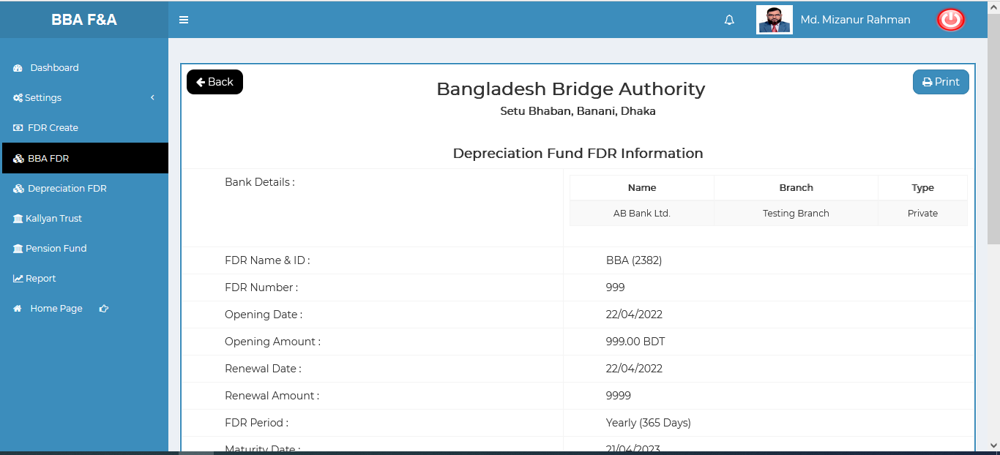 BBA F&A
Md. Mizanur Rahman
Dashboard
Settings
FDR Create
BBA FDR
Depreciation FDR
Kallyan Trust
Pension Fund
Report
Home Page
Back
Print
Bangladesh Bridge Authority
Setu Bhaban, Banani, Dhaka
Depreciation Fund FDR Information
Bank Details :
Name Branch Type
AB Bank Ltd. Testing Branch Private
FDR Name & ID : BBA (2382)
FDR Number : 999
Opening Date : 22/04/2022
Opening Amount : 999.00 BDT
Renewal Date : 22/04/2022
Renewal Amount : 9999
FDR Period : Yearly (365 Days)
Maturity Date : 21/04/2023